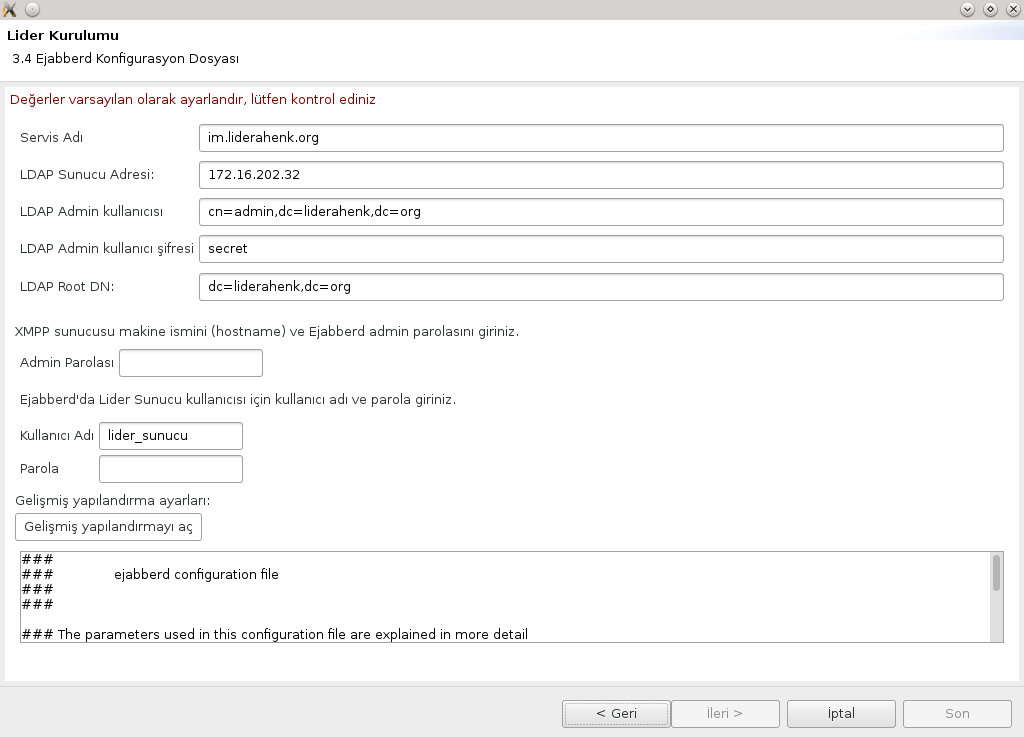 Lider Kurulumu
3.4 Ejabberd Konfigurasyon Dosyası
Değerler varsayılan olarak ayarlandır, lütfen kontrol ediniz
Servis Adı im.liderahenk.org
LDAP Sunucu Adresi: 172.16.202.32
LDAP Admin kullanıcısı cn=admin,dc=liderahenk,dc=org
LDAP Admin kullanıcı şifresi secret
LDAP Root DN: dc=liderahenk,dc=org
XMPP sunucusu makine ismini (hostname) ve Ejabberd admin parolasını giriniz.
Admin Parolası
Ejabberd'da Lider Sunucu kullanıcısı için kullanıcı adı ve parola giriniz.
Kullanıcı Adı lider_sunucu
Parola
Gelişmiş yapılandırma ayarları:
Gelişmiş yapılandırmayı aç
###
### ejabberd configuration file
###
###
### The parameters used in this configuration file are explained in more detail
< Geri İleri > İptal Son